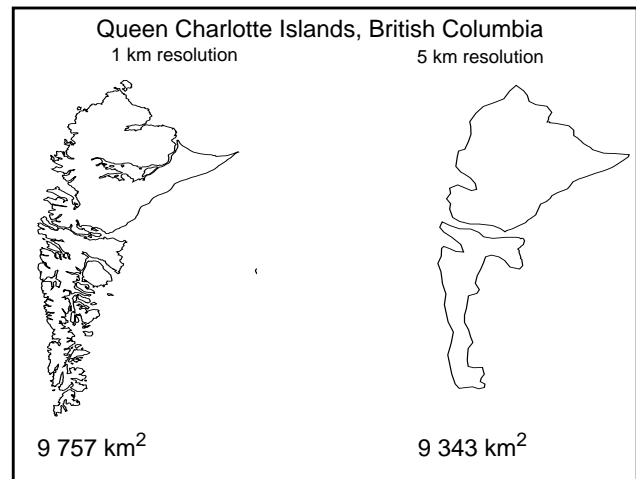 Queen Charlotte Islands, British Columbia
1 km resolution
5 km resolution
9 757 km²
9 343 km²